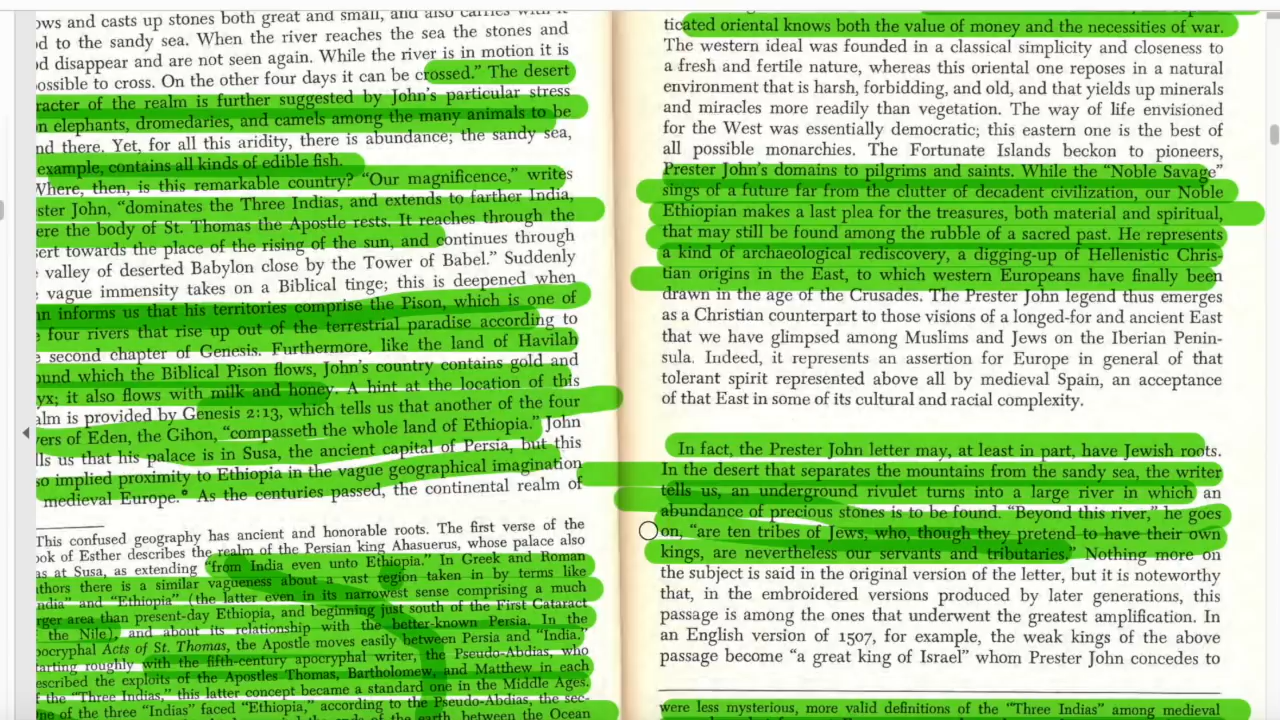 ows and casts up stones both great and small, and also carries with it
d to the sandy sea. When the river reaches the sea the stones and
d disappear and are not seen again. While the river is in motion it is
ossible to cross. On the other four days it can be crossed.” The desert
racter of the realm is further suggested by John’s particular stress
n elephants, dromedaries, and camels among the many animals to be
nd there. Yet, for all this aridity, there is abundance; the sandy sea,
example, contains all kinds of edible fish.
Where, then, is this remarkable country? “Our magnificence,” writes
ster John, “dominates the Three Indias, and extends to farther India,
ere the body of St. Thomas the Apostle rests. It reaches through the
sert towards the place of the rising of the sun, and continues through
valley of deserted Babylon close by the Tower of Babel.” Suddenly
vague immensity takes on a Biblical tinge; this is deepened when
hn informs us that his territories comprise the Pison, which is one of
four rivers that rise up out of the terrestrial paradise according to
e second chapter of Genesis. Furthermore, like the land of Havilah
ound which the Biblical Pison flows, John’s country contains gold and
yx; it also flows with milk and honey. A hint at the location of this
alm is provided by Genesis 2:13, which tells us that another of the four
vers of Eden, the Gihon, “compasseth the whole land of Ethiopia.” John
lls us that his palace is in Susa, the ancient capital of Persia, but this
so implied proximity to Ethiopia in the vague geographical imagination
medieval Europe.* As the centuries passed, the continental realm of
This confused geography has ancient and honorable roots. The first verse of the
ok of Esther describes the realm of the Persian king Ahasuerus, whose palace also
as at Susa, as extending “from India even unto Ethiopia.” In Greek and Roman
uthors there is a similar vagueness about a vast region taken in by terms like
ndia” and “Ethiopia” (the latter even in its narrowest sense comprising a much
rger area than present-day Ethiopia, and beginning just south of the First Cataract
f the Nile), and about its relationship with the better-known Persia. In the
pocryphal Acts of St. Thomas, the Apostle moves easily between Persia and “India.”
tarting roughly with the fifth-century apocryphal writer, the Pseudo-Abdias, who
escribed the exploits of the Apostles Thomas, Bartholomew, and Matthew in each
f the “Three Indias,” this latter concept became a standard one in the Middle Ages.
ne of the three “Indias” faced “Ethiopia,” according to the Pseudo-Abdias, the sec-
the ends of the earth, between the Ocean
ticated oriental knows both the value of money and the necessities of war.
The western ideal was founded in a classical simplicity and closeness to
a fresh and fertile nature, whereas this oriental one reposes in a natural
environment that is harsh, forbidding, and old, and that yields up minerals
and miracles more readily than vegetation. The way of life envisioned
for the West was essentially democratic; this eastern one is the best of
all possible monarchies. The Fortunate Islands beckon to pioneers,
Prester John’s domains to pilgrims and saints. While the “Noble Savage”
sings of a future far from the clutter of decadent civilization, our Noble
Ethiopian makes a last plea for the treasures, both material and spiritual,
that may still be found among the rubble of a sacred past. He represents
a kind of archaeological rediscovery, a digging-up of Hellenistic Chris-
tian origins in the East, to which western Europeans have finally been
drawn in the age of the Crusades. The Prester John legend thus emerges
as a Christian counterpart to those visions of a longed-for and ancient East
that we have glimpsed among Muslims and Jews on the Iberian Penin-
sula. Indeed, it represents an assertion for Europe in general of that
tolerant spirit represented above all by medieval Spain, an acceptance
of that East in some of its cultural and racial complexity.
In fact, the Prester John letter may, at least in part, have Jewish roots.
In the desert that separates the mountains from the sandy sea, the writer
tells us, an underground rivulet turns into a large river in which an
abundance of precious stones is to be found. “Beyond this river,” he goes
on, “are ten tribes of Jews, who, though they pretend to have their own
kings, are nevertheless our servants and tributaries.” Nothing more on
the subject is said in the original version of the letter, but it is noteworthy
that, in the embroidered versions produced by later generations, this
passage is among the ones that underwent the greatest amplification. In
an English version of 1507, for example, the weak kings of the above
passage become “a great king of Israel” whom Prester John concedes to
were less mysterious, more valid definitions of the “Three Indias” among medieval